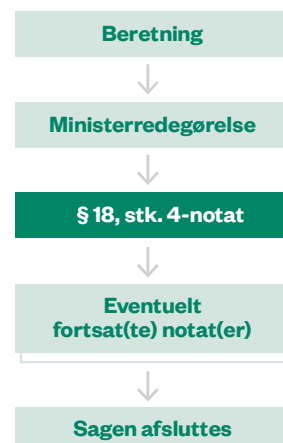 Beretning
Ministerredegørelse
§ 18, stk. 4-notat
Eventuelt
fortsat(te) notat(er)
Sagen afsluttes